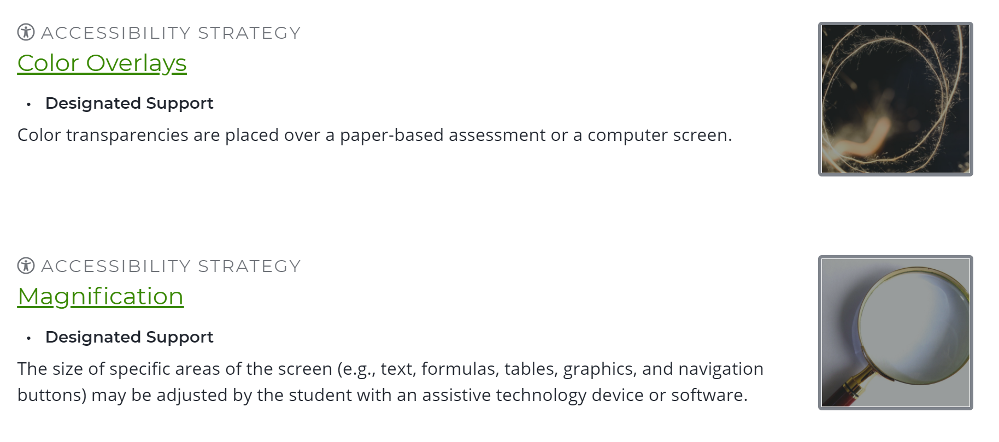 ACCESSIBILITY STRATEGY
Color Overlays
• Designated Support
Color transparencies are placed over a paper-based assessment or a computer screen.
ACCESSIBILITY STRATEGY
Magnification
• Designated Support
The size of specific areas of the screen (e.g., text, formulas, tables, graphics, and navigation
buttons) may be adjusted by the student with an assistive technology device or software.